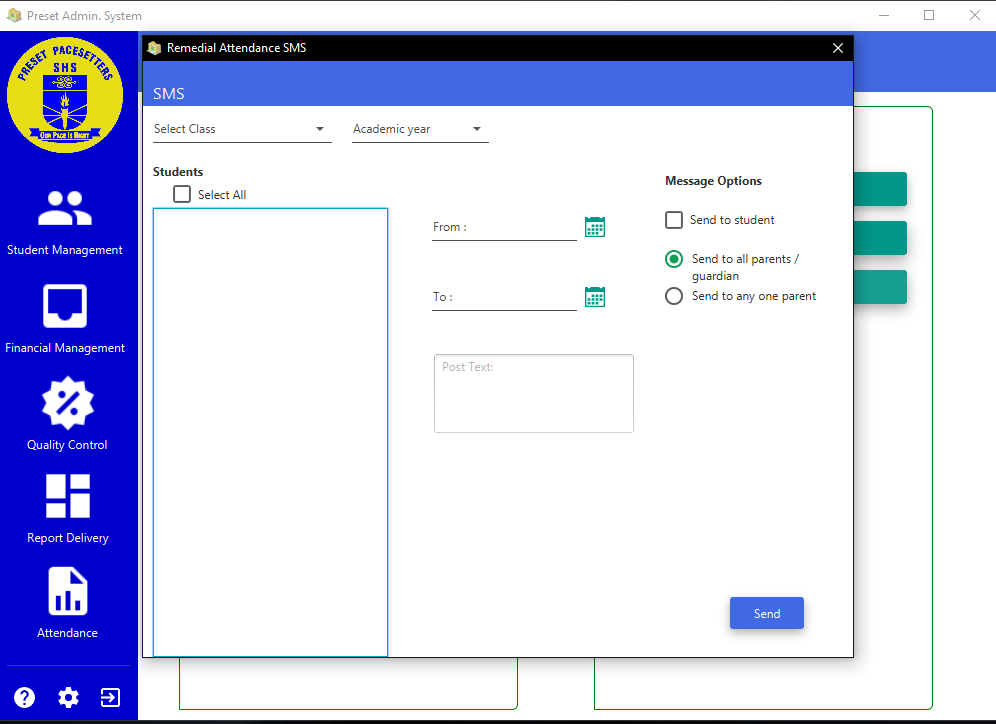 Preset Admin. System
PRESET PACESETTERS
SHS
OUR PACE IS RIGHT
Student Management
Financial Management
Quality Control
Report Delivery
Attendance
Remedial Attendance SMS
SMS
Select Class
Academic year
Students
Select All
From :
To :
Post Text:
Message Options
Send to student
Send to all parents /
guardian
Send to any one parent
Send